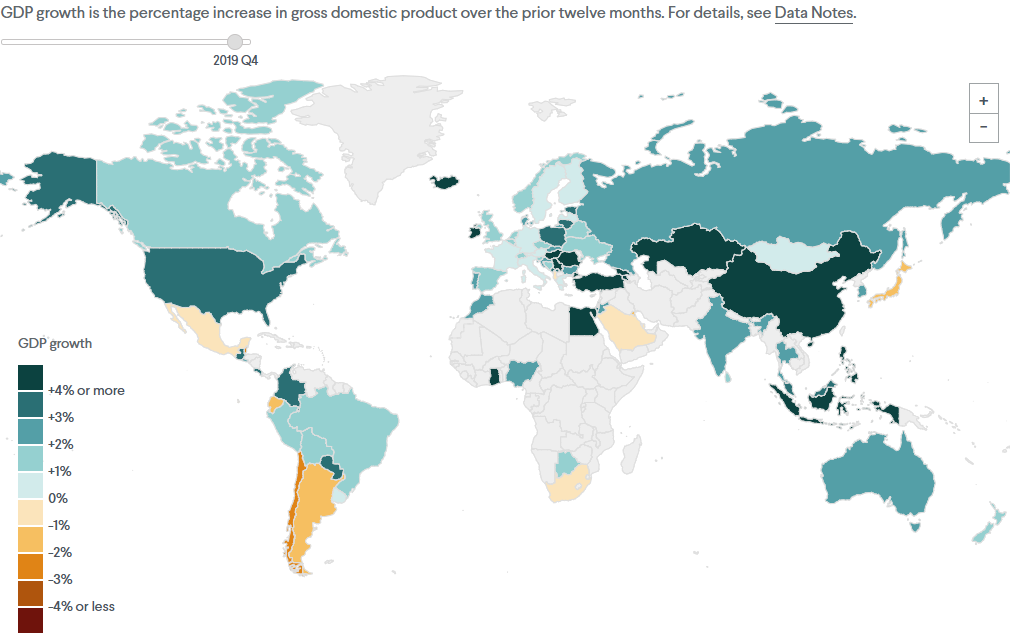 GDP growth is the percentage increase in gross domestic product over the prior twelve months. For details, see Data Notes.
2019 Q4
+
-
GDP growth
+4% or more
+3%
+2%
+1%
0%
-1%
-2%
-3%
-4% or less